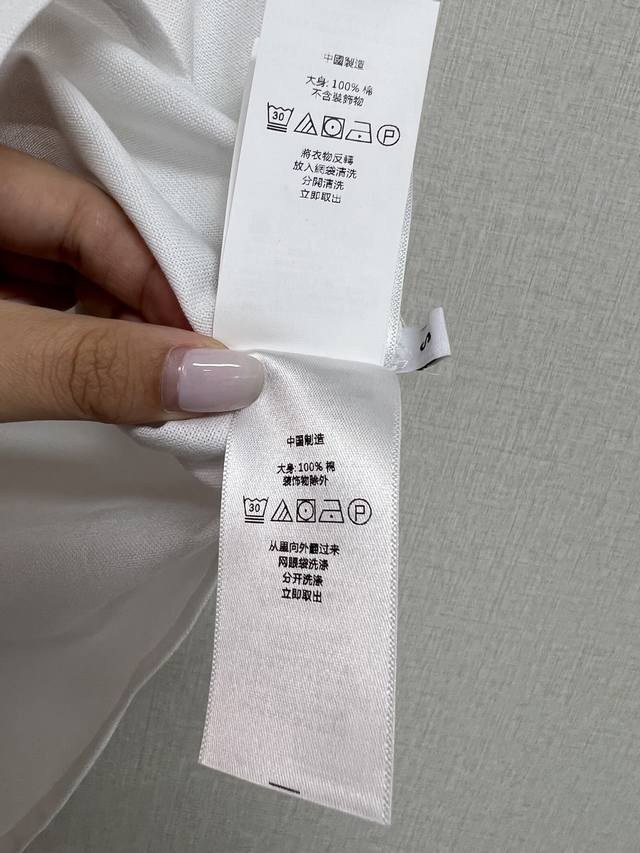 中國製造
大身: 100% 棉
不含裝飾物
30
P
將衣物反轉
放入網袋清洗
分開清洗
立即取出
S
中国制造
大身: 100% 棉
装饰物除外
30
P
从里向外翻过来
网眼袋洗涤
分开洗涤
立即取出